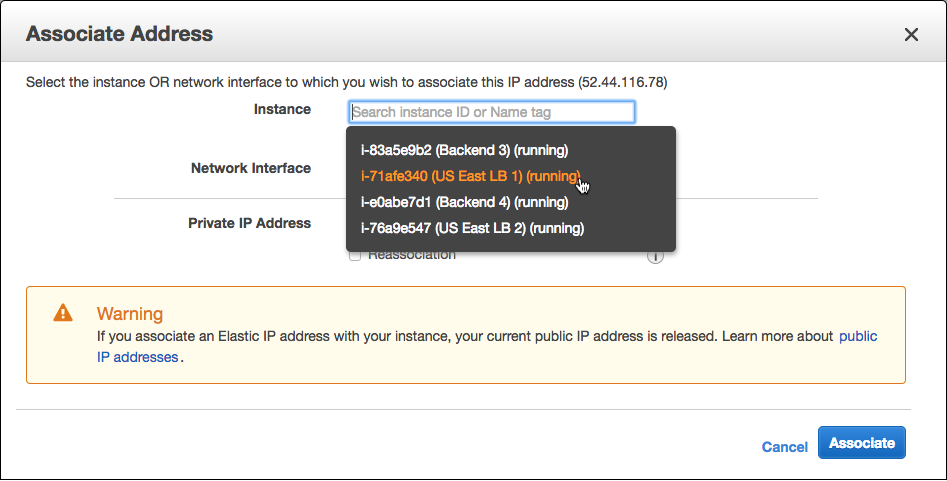 Associate Address
Select the instance OR network interface to which you wish to associate this IP address (52.44.116.78)
Instance
Search instance ID or Name tag
i-83a5e9b2 (Backend 3) (running)
Network Interface
i-71afe340 (US East LB 1) (running)
i-e0abe7d1 (Backend 4) (running)
Private IP Address
i-76a9e547 (US East LB 2) (running)
Reassociation
Warning
If you associate an Elastic IP address with your instance, your current public IP address is released. Learn more about public
IP addresses.
Cancel
Associate